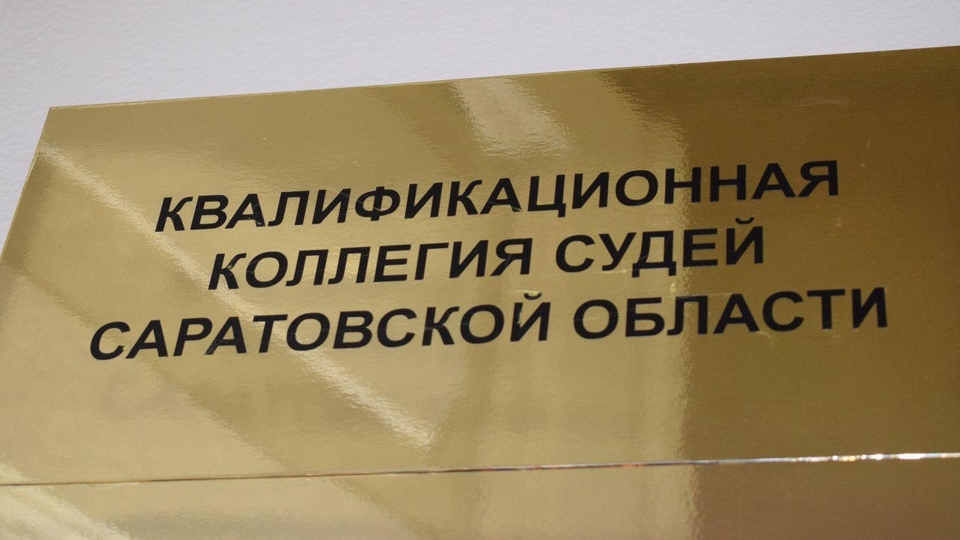 КВАЛИФИКАЦИОННАЯ
КОЛЛЕГИЯ СУДЕЙ
САРАТОВСКОЙ ОБЛАСТИ